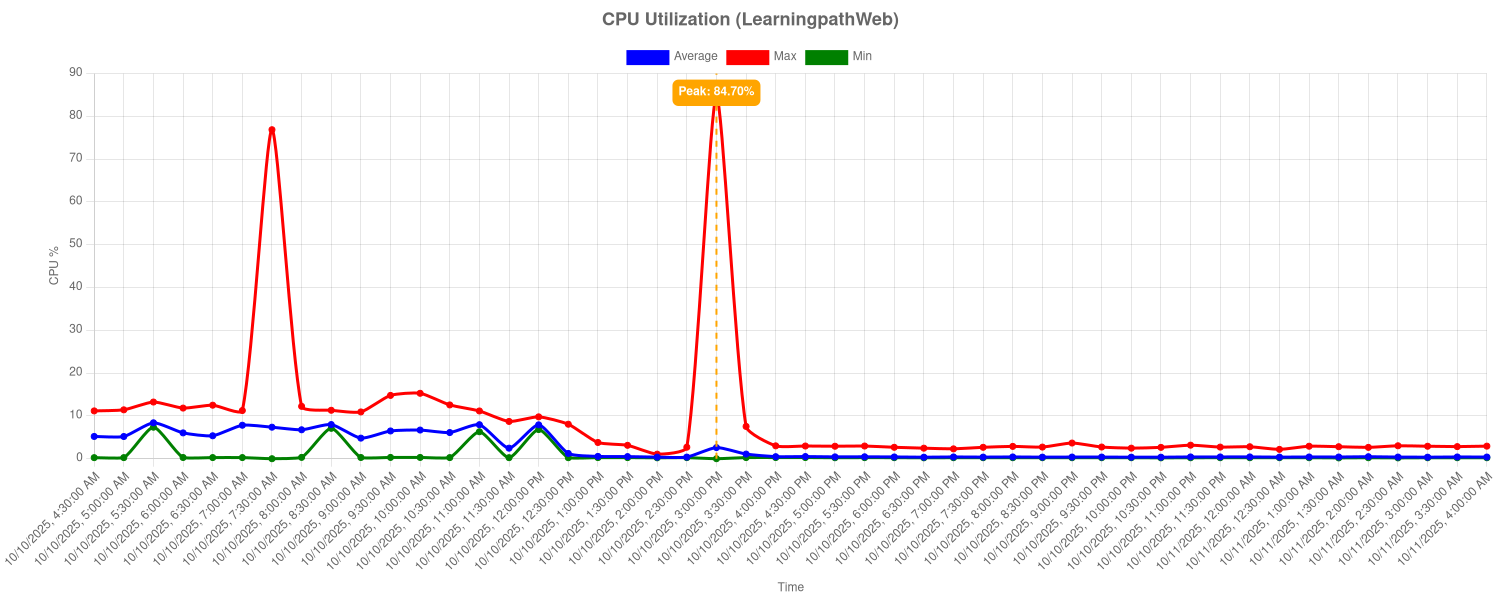 CPU Utilization (LearningpathWeb)
Average Max Min
Peak: 84.70%
90
80
70
60
50
40
30
20
10
0
CPU %
10/10/2025, 4:30:00 AM
10/10/2025, 5:00:00 AM
10/10/2025, 5:30:00 AM
10/10/2025, 6:00:00 AM
10/10/2025, 6:30:00 AM
10/10/2025, 7:00:00 AM
10/10/2025, 7:30:00 AM
10/10/2025, 8:00:00 AM
10/10/2025, 8:30:00 AM
10/10/2025, 9:00:00 AM
10/10/2025, 9:30:00 AM
10/10/2025, 10:00:00 AM
10/10/2025, 10:30:00 AM
10/10/2025, 11:00:00 AM
10/10/2025, 11:30:00 AM
10/10/2025, 12:00:00 PM
10/10/2025, 12:30:00 PM
10/10/2025, 1:00:00 PM
10/10/2025, 1:30:00 PM
10/10/2025, 2:00:00 PM
10/10/2025, 2:30:00 PM
10/10/2025, 3:00:00 PM
10/10/2025, 3:30:00 PM
10/10/2025, 4:00:00 PM
10/10/2025, 4:30:00 PM
10/10/2025, 5:00:00 PM
10/10/2025, 5:30:00 PM
10/10/2025, 6:00:00 PM
10/10/2025, 6:30:00 PM
10/10/2025, 7:00:00 PM
10/10/2025, 7:30:00 PM
10/10/2025, 8:00:00 PM
10/10/2025, 8:30:00 PM
10/10/2025, 9:00:00 PM
10/10/2025, 9:30:00 PM
10/10/2025, 10:00:00 PM
10/10/2025, 10:30:00 PM
10/10/2025, 11:00:00 PM
10/10/2025, 11:30:00 PM
10/11/2025, 12:00:00 AM
10/11/2025, 12:30:00 AM
10/11/2025, 1:00:00 AM
10/11/2025, 1:30:00 AM
10/11/2025, 2:00:00 AM
10/11/2025, 2:30:00 AM
10/11/2025, 3:00:00 AM
10/11/2025, 3:30:00 AM
10/11/2025, 4:00:00 AM
Time